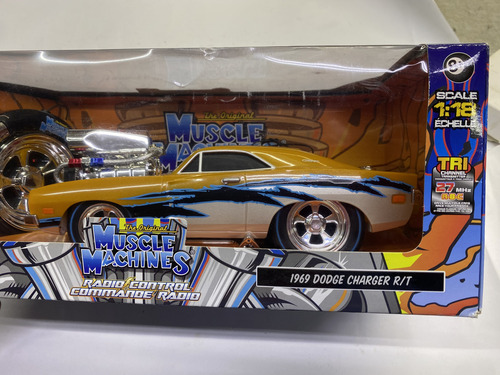 The Original
MUSCLE
MACHINES
SCALE
1:18
ÉCHELLE
TRI
CHANNEL
27 MHz
The Original
MUSCLE
MACHINES
RADIO CONTROL
COMMANDE RADIO
1969 DODGE CHARGER R/T